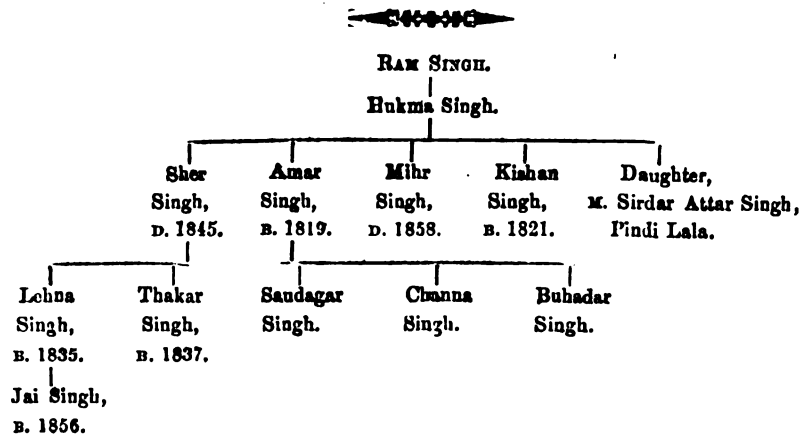 RAM SINGH.
Hukma Singh.
Sher Amar Mihr Kishan Daughter,
Singh, Singh, Singh, Singh, M. Sirdar Attar Singh,
D. 1845. B. 1819. D. 1858. B. 1821. Pindi Lala.
Lehna Thakar Saudagar Channa Buhadar
Singh, Singh, Singh. Singh. Singh.
B. 1835. B. 1837.
Jai Singh,
B. 1856.